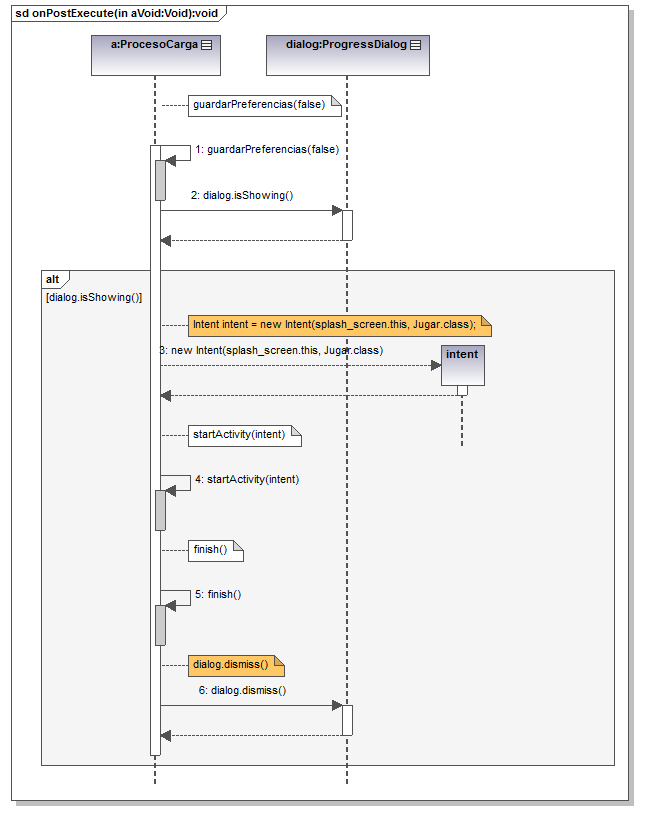 sd onPostExecute(in aVoid:Void):void
a:ProcesoCarga
dialog:ProgressDialog
guardarPreferencias(false)
1: guardarPreferencias(false)
2: dialog.isShowing()
alt
[dialog.isShowing()]
Intent intent = new Intent(splash_screen.this, Jugar.class);
3: new Intent(splash_screen.this, Jugar.class)
intent
startActivity(intent)
4: startActivity(intent)
finish()
5: finish()
dialog.dismiss()
6: dialog.dismiss()